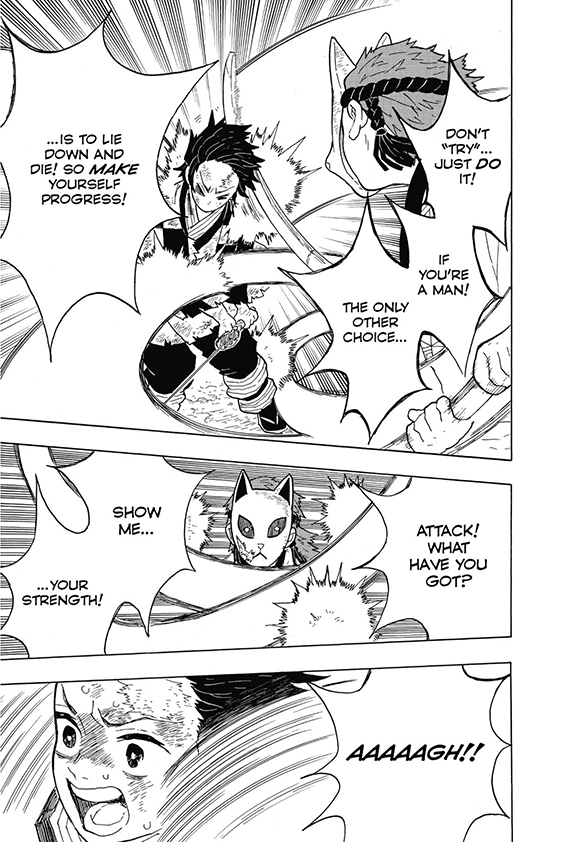 DON'T
"TRY"...
JUST DO
IT!
IF
YOU'RE
A MAN!
THE ONLY
OTHER
CHOICE...
...IS TO LIE
DOWN AND
DIE! SO MAKE
YOURSELF
PROGRESS!
ATTACK!
WHAT
HAVE YOU
GOT?
SHOW
ME...
...YOUR
STRENGTH!
AAAAAGH!!